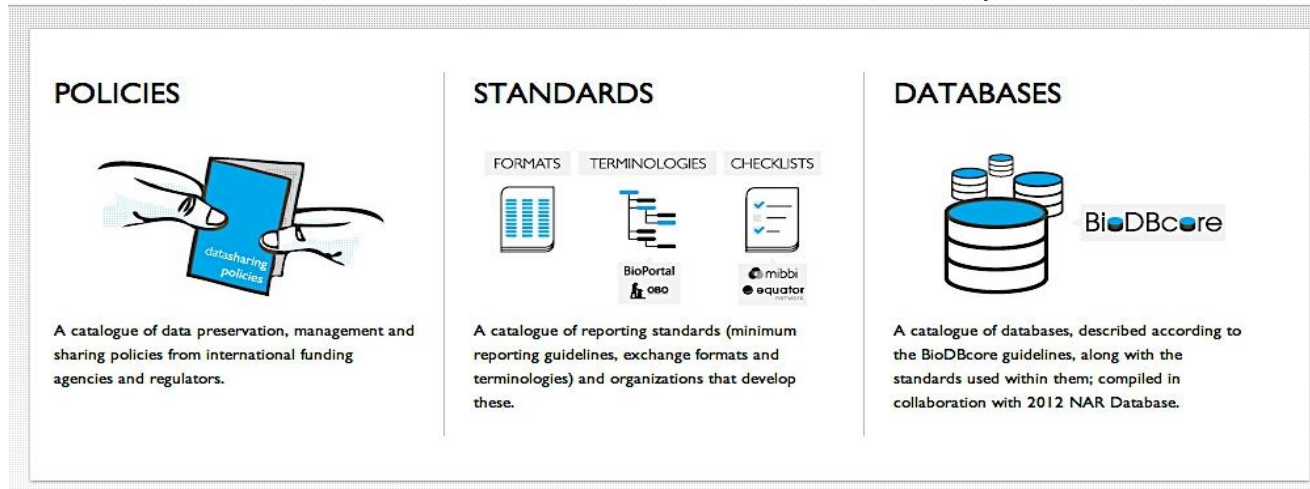 POLICIES
datasharing
policies
A catalogue of data preservation, management and
sharing policies from international funding
agencies and regulators.
STANDARDS
FORMATS TERMINOLOGIES CHECKLISTS
BioPortal
OBO
mibbi
equator
network
A catalogue of reporting standards (minimum
reporting guidelines, exchange formats and
terminologies) and organizations that develop
these.
DATABASES
BioDBcore
A catalogue of databases, described according to
the BioDBcore guidelines, along with the
standards used within them; compiled in
collaboration with 2012 NAR Database.